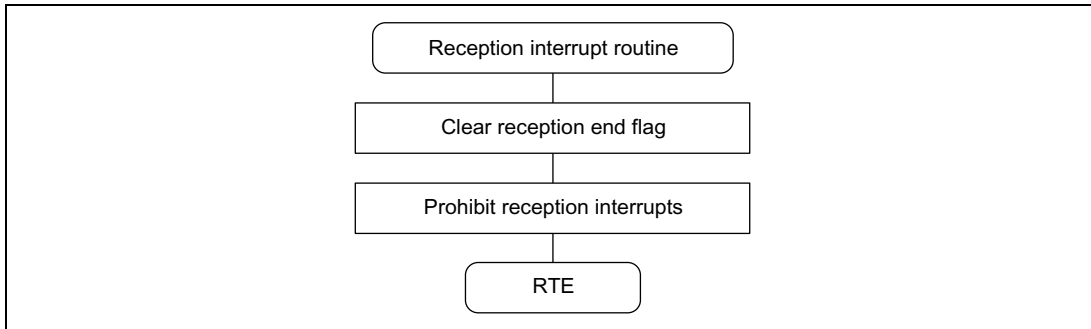 Reception interrupt routine
Clear reception end flag
Prohibit reception interrupts
RTE